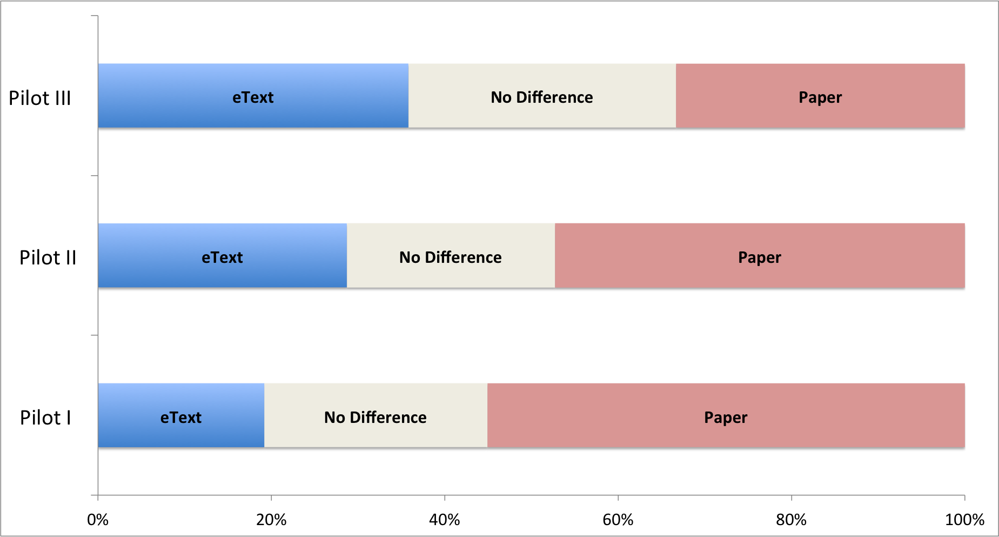 Pilot III
eText No Difference Paper
Pilot II
eText No Difference Paper
Pilot I
eText No Difference Paper
0% 20% 40% 60% 80% 100%